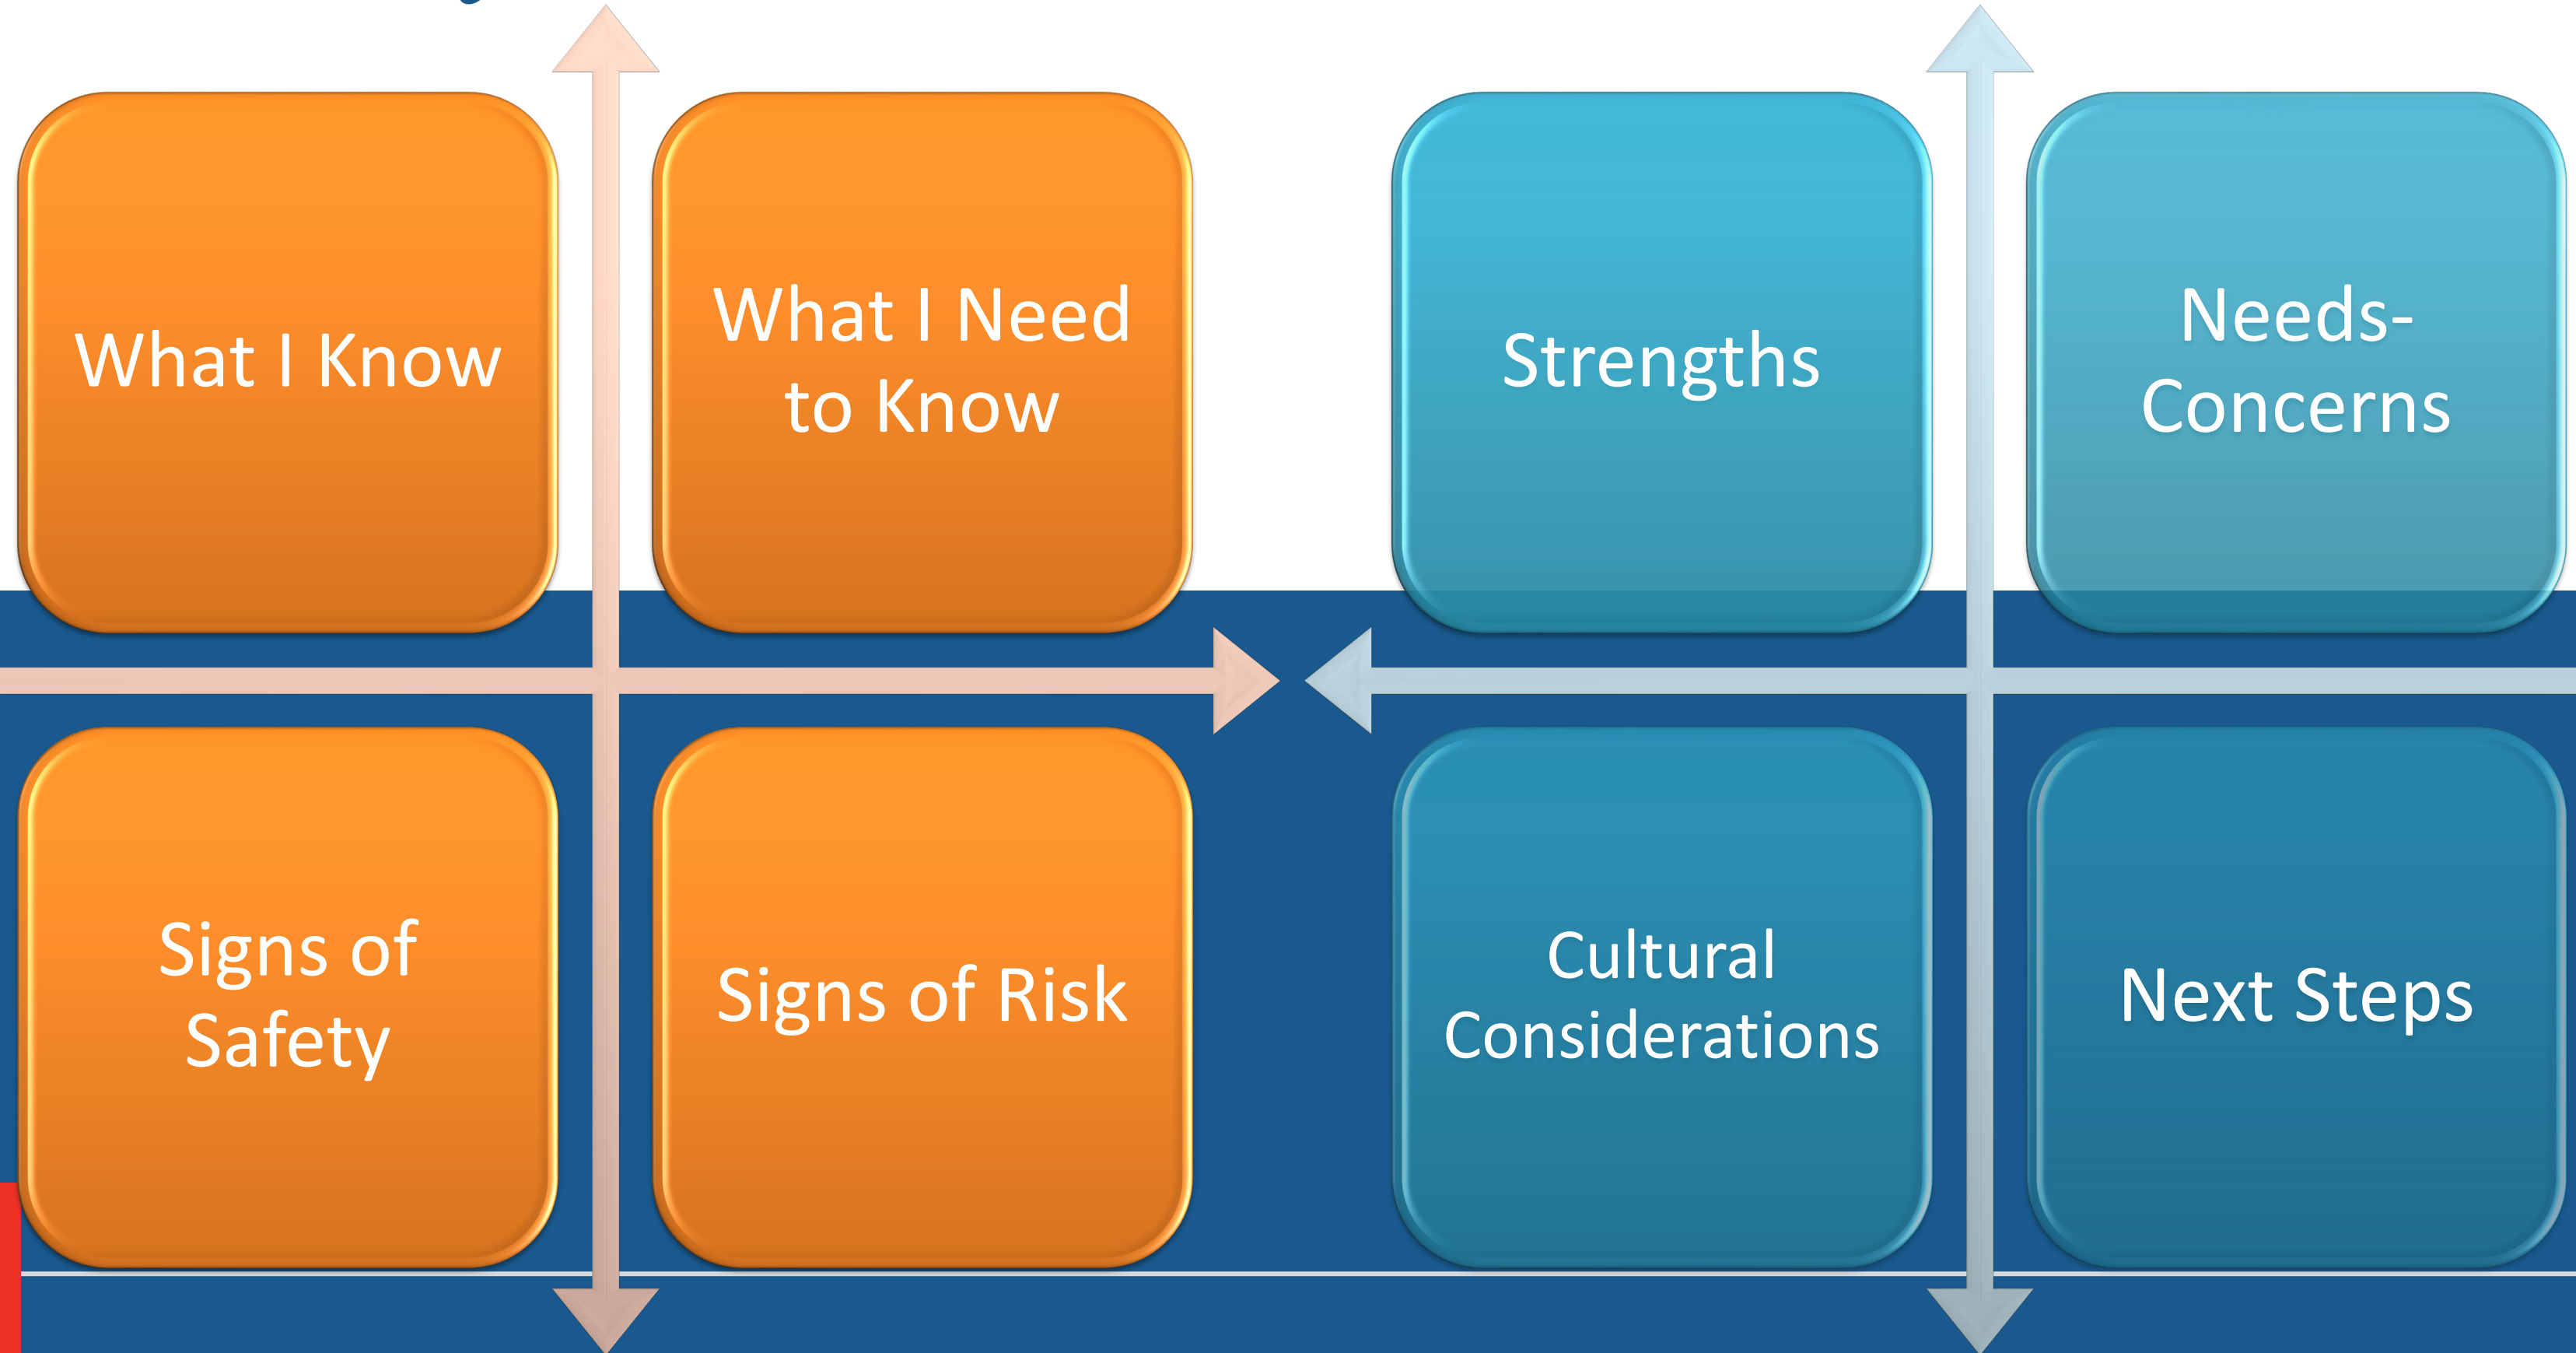 What I Know
What I Need
to Know
Signs of
Safety
Signs of Risk
Strengths
Needs-
Concerns
Cultural
Considerations
Next Steps